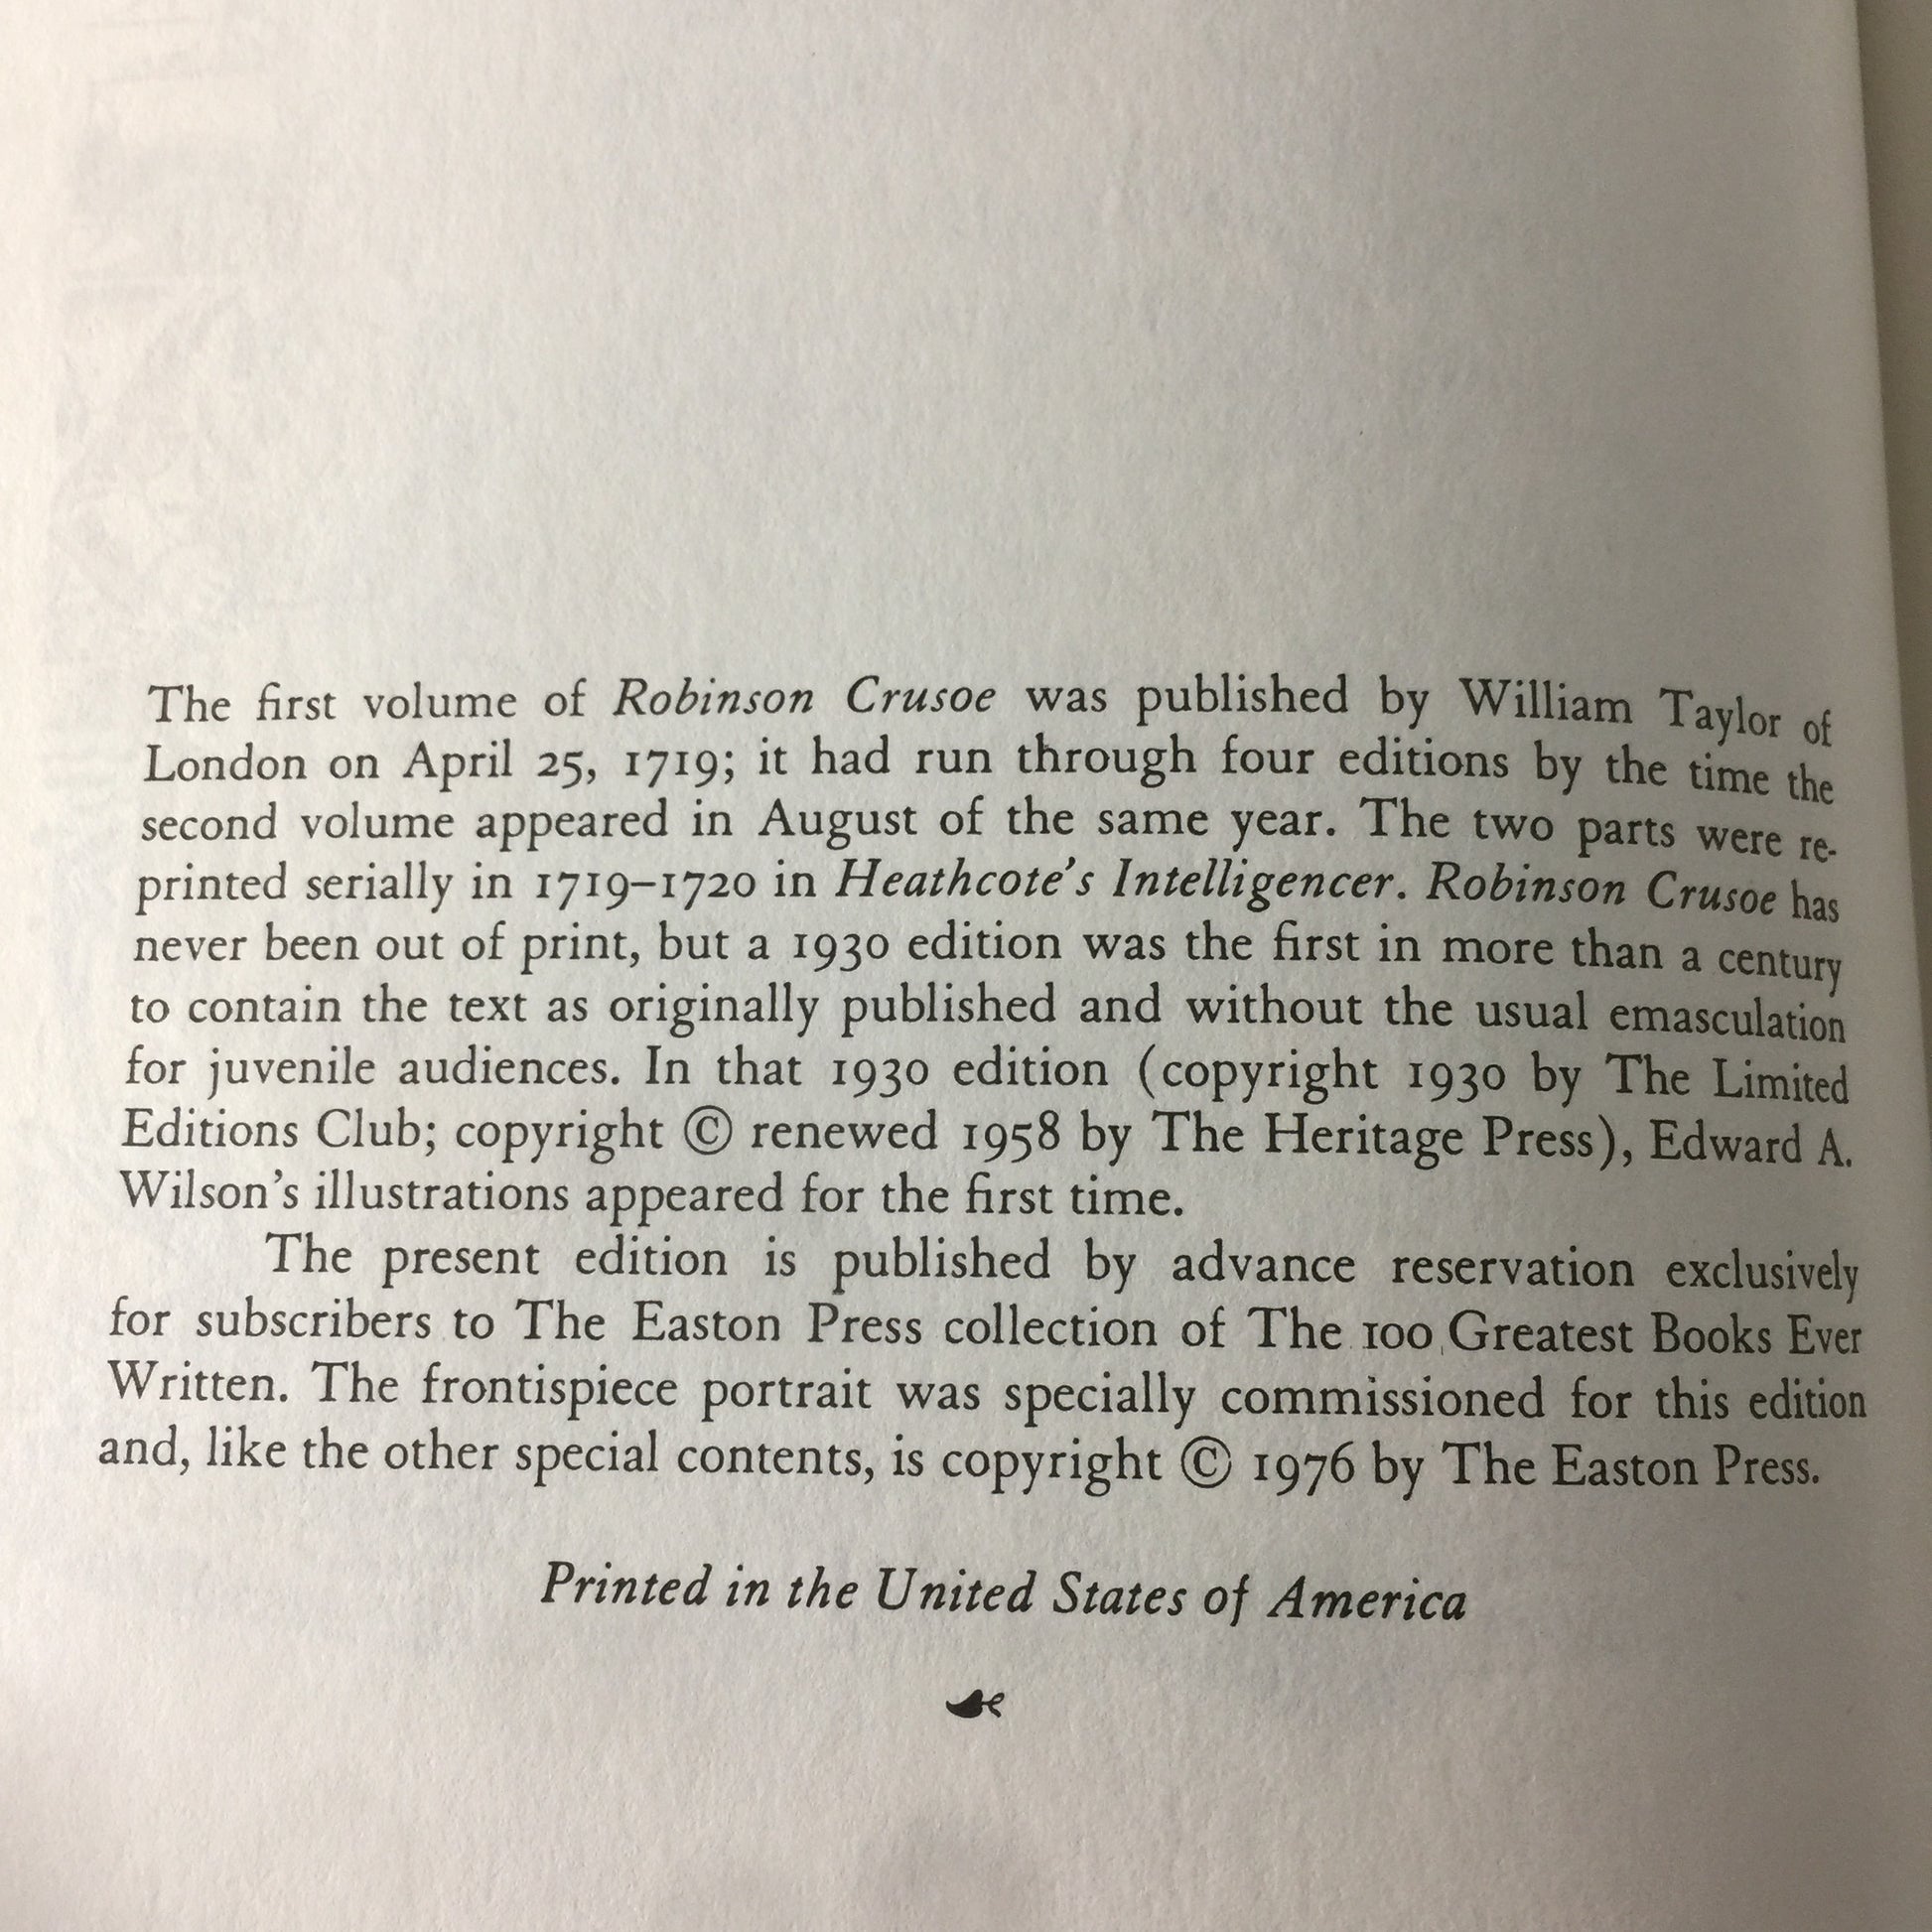 The first volume of Robinson Crusoe was published by William Taylor of
London on April 25, 1719; it had run through four editions by the time the
second volume appeared in August of the same year. The two parts were re-
printed serially in 1719–1720 in Heathcote's Intelligencer. Robinson Crusoe has
never been out of print, but a 1930 edition was the first in more than a century
to contain the text as originally published and without the usual emasculation
for juvenile audiences. In that 1930 edition (copyright 1930 by The Limited
Editions Club; copyright © renewed 1958 by The Heritage Press), Edward A.
Wilson's illustrations appeared for the first time.
The present edition is published by advance reservation exclusively
for subscribers to The Easton Press collection of The 100 Greatest Books Ever
Written. The frontispiece portrait was specially commissioned for this edition
and, like the other special contents, is copyright © 1976 by The Easton Press.
Printed in the United States of America